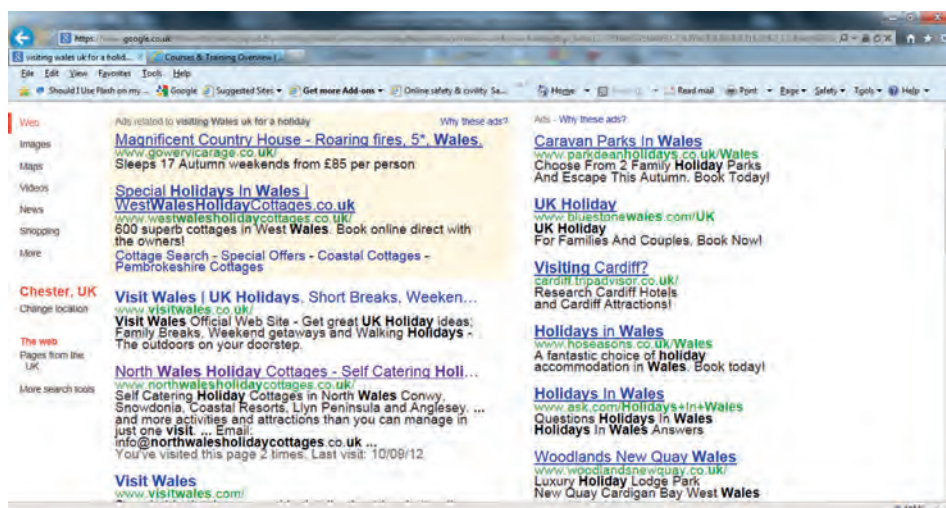 https://www.google.co.uk
visiting wales uk for a holid...
Courses & Training Overview |...
File Edit View Favorites Tools Help
Should I Use Flash on my ... Google Suggested Sites Get more Add-ons Online safety & civility Sa...
Home Read mail Print Page Safety Tools Help
Web
Images
Maps
Videos
News
Shopping
More
Chester, UK
Change location
The web
Pages from the
UK
More search tools
Ads related to visiting Wales uk for a holiday Why these ads?
Magnificent Country House - Roaring fires, 5*, Wales,
www.gowervicarage.co.uk/
Sleeps 17 Autumn weekends from £85 per person
Special Holidays In Wales |
WestWalesHolidayCottages.co.uk
www.westwalesholidaycottages.co.uk/
600 superb cottages in West Wales. Book online direct with
the owners!
Cottage Search - Special Offers - Coastal Cottages -
Pembrokeshire Cottages
Visit Wales | UK Holidays, Short Breaks, Weeken...
www.visitwales.co.uk/
Visit Wales Official Web Site - Get great UK Holiday ideas;
Family Breaks, Weekend getaways and Walking Holidays -
The outdoors on your doorstep.
North Wales Holiday Cottages - Self Catering Holi...
www.northwalesholidaycottages.co.uk/
Self Catering Holiday Cottages in North Wales Conwy,
Snowdonia, Coastal Resorts, Llyn Peninsula and Anglesey. ...
and more activities and attractions than you can manage in
just one visit. ... Email:
info@northwalesholidaycottages.co.uk ...
You've visited this page 2 times. Last visit: 10/09/12
Visit Wales
www.visitwales.com/
Ads - Why these ads?
Caravan Parks In Wales
www.parkdeanholidays.co.uk/Wales
Choose From 2 Family Holiday Parks
And Escape This Autumn. Book Today!
UK Holiday
www.bluestonewales.com/UK
UK Holiday
For Families And Couples. Book Now!
Visiting Cardiff?
cardiff.tripadvisor.co.uk/
Research Cardiff Hotels
and Cardiff Attractions!
Holidays in Wales
www.hoseasons.co.uk/Wales
A fantastic choice of holiday
accommodation in Wales. Book today!
Holidays In Wales
www.ask.com/Holidays+In+Wales
Questions Holidays In Wales
Holidays In Wales Answers
Woodlands New Quay Wales
www.woodlandsnewquay.co.uk/
Luxury Holiday Lodge Park
New Quay Cardigan Bay West Wales